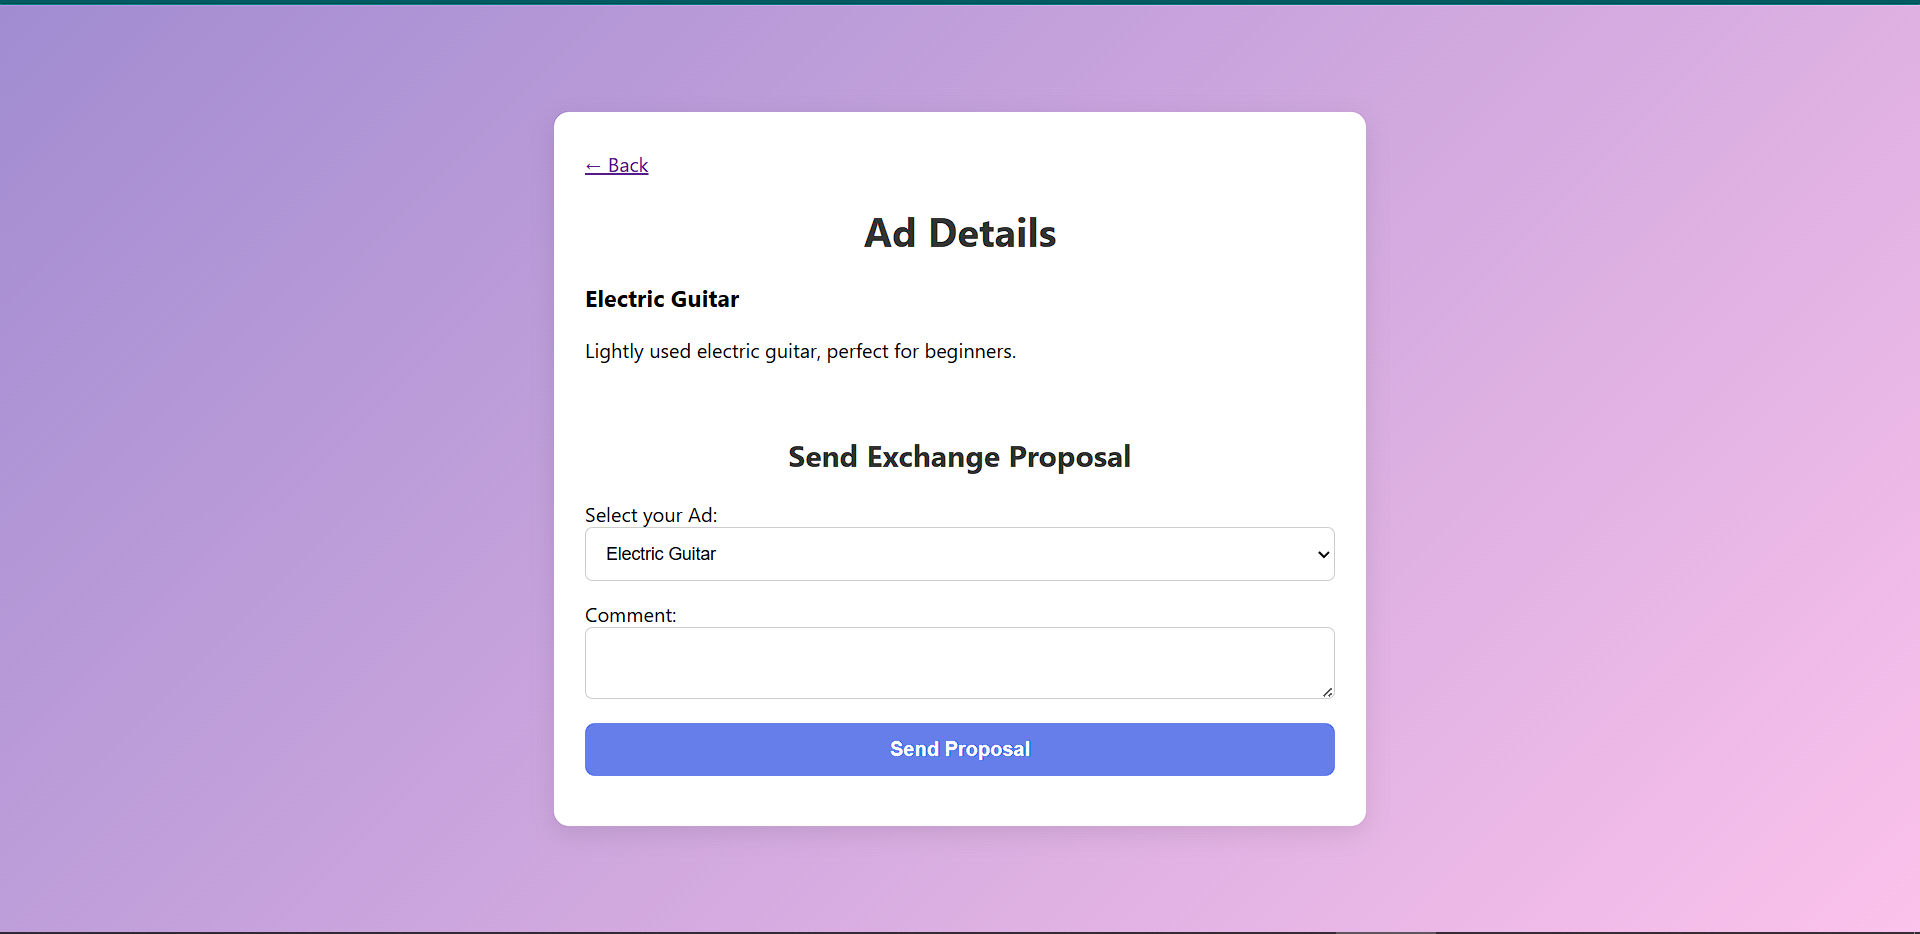 ← Back
Ad Details
Electric Guitar
Lightly used electric guitar, perfect for beginners.
Send Exchange Proposal
Select your Ad:
Electric Guitar
Comment:
Send Proposal